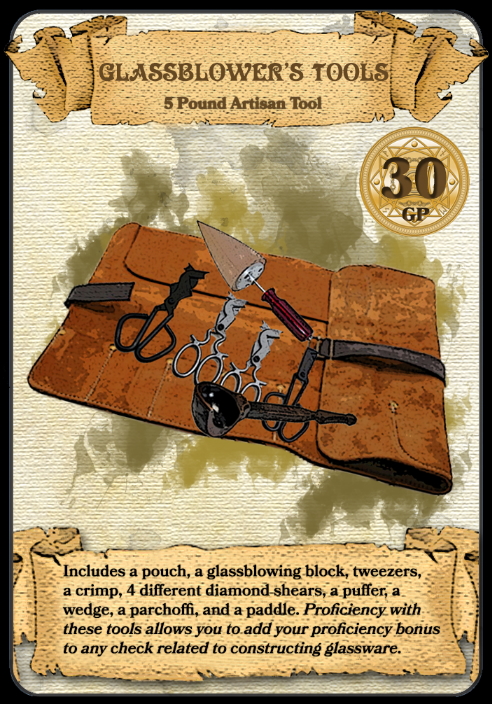 GLASSBLOWER'S TOOLS
5 Pound Artisan Tool
30
GP
Includes a pouch, a glassblowing block, tweezers,
a crimp, 4 different diamond shears, a puffer, a
wedge, a parchoffi, and a paddle. Proficiency with
these tools allows you to add your proficiency bonus
to any check related to constructing glassware.